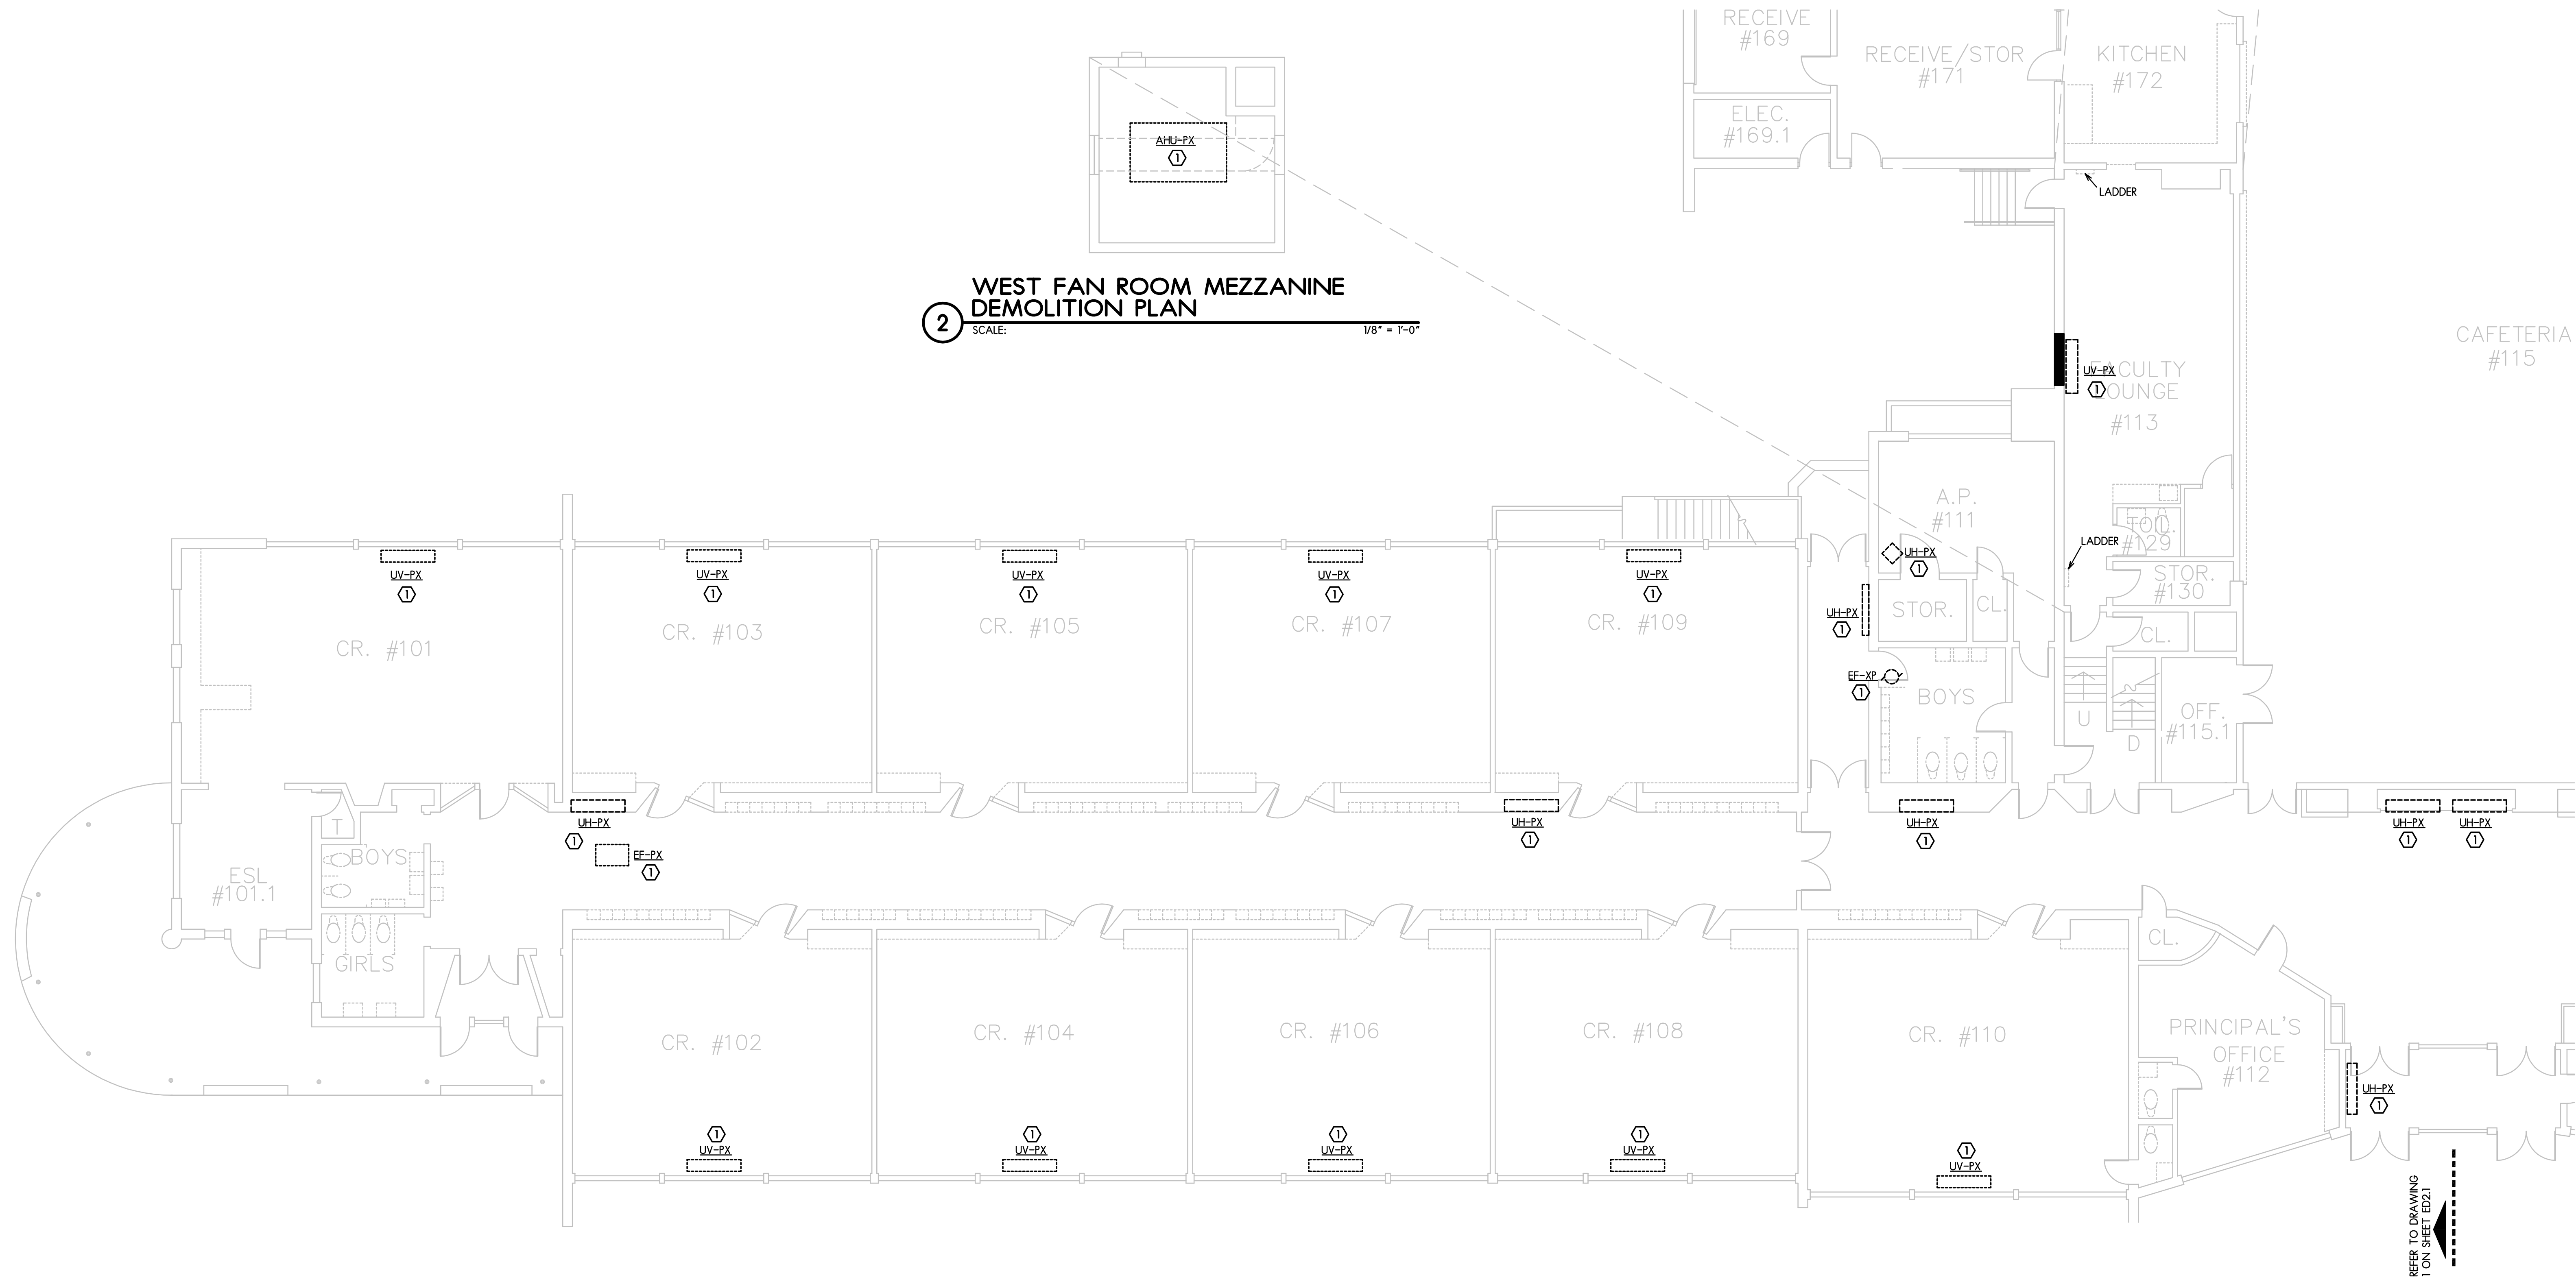 RECEIVE
#169
RECEIVE/STOR
#171
KITCHEN
#172
ELEC.
#169.1
AHU-PX
1
LADDER
WEST FAN ROOM MEZZANINE
DEMOLITION PLAN
2
SCALE:
1/8" = 1'-0"
CAFETERIA
#115
UV-PX
1
FACULTY
LOUNGE
#113
A.P.
#111
TOIL.
#129
LADDER
STOR.
#130
UH-PX
1
UV-PX
1
UV-PX
1
UV-PX
1
UV-PX
1
UV-PX
1
CR. #101
CR. #103
CR. #105
CR. #107
CR. #109
UH-PX
1
STOR.
CL.
CL.
EF-XP
1
BOYS
U
D
OFF.
#115.1
UH-PX
1
UH-PX
1
UH-PX
1
UH-PX
1
UH-PX
1
T
BOYS
EF-PX
1
ESL
#101.1
GIRLS
CL.
CR. #102
CR. #104
CR. #106
CR. #108
CR. #110
PRINCIPAL'S
OFFICE
#112
UH-PX
1
1
UV-PX
1
UV-PX
1
UV-PX
1
UV-PX
1
UV-PX
REFER TO DRAWING
1 ON SHEET ED2.1